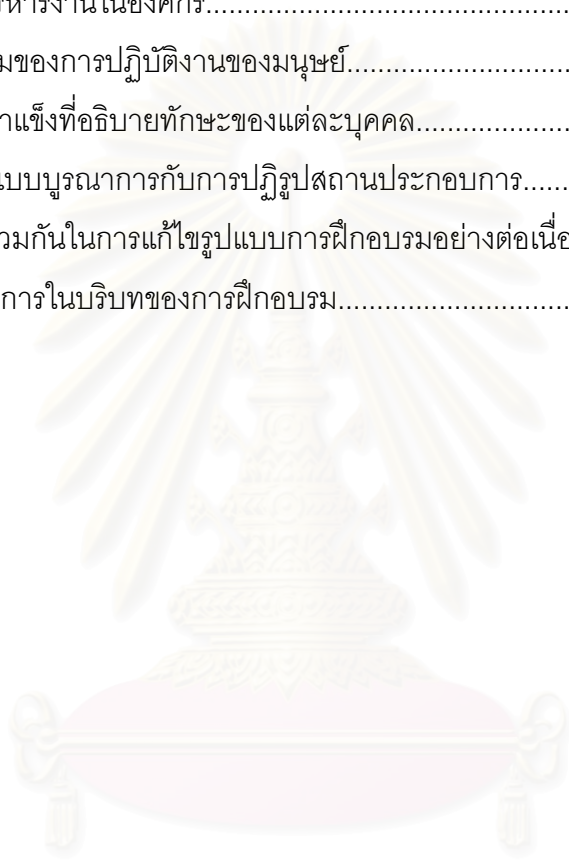 ริหารงานในองค์กร..........................................
มของการปฏิบัติงานของมนุษย์..........................
าแข็งที่อธิบายทักษะของแต่ละบุคคล..................
แบบบูรณาการกับการปฏิรูปสถานประกอบการ......
วมกันในการแก้ไขรูปแบบการฝึกอบรมอย่างต่อเนื่อ
การในบริบทของการฝึกอบรม...........................